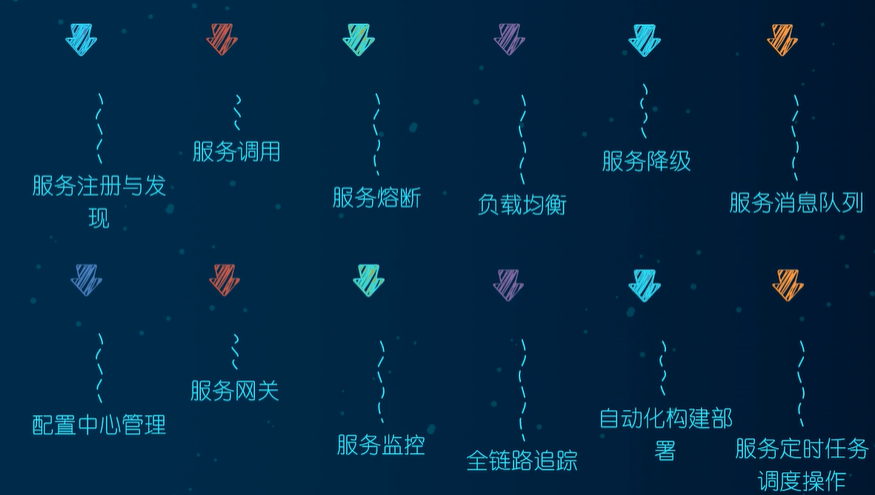 服务注册与发
现
服务调用
服务熔断
负载均衡
服务降级
服务消息队列
配置中心管理
服务网关
服务监控
全链路追踪
自动化构建部
署
服务定时任务
调度操作